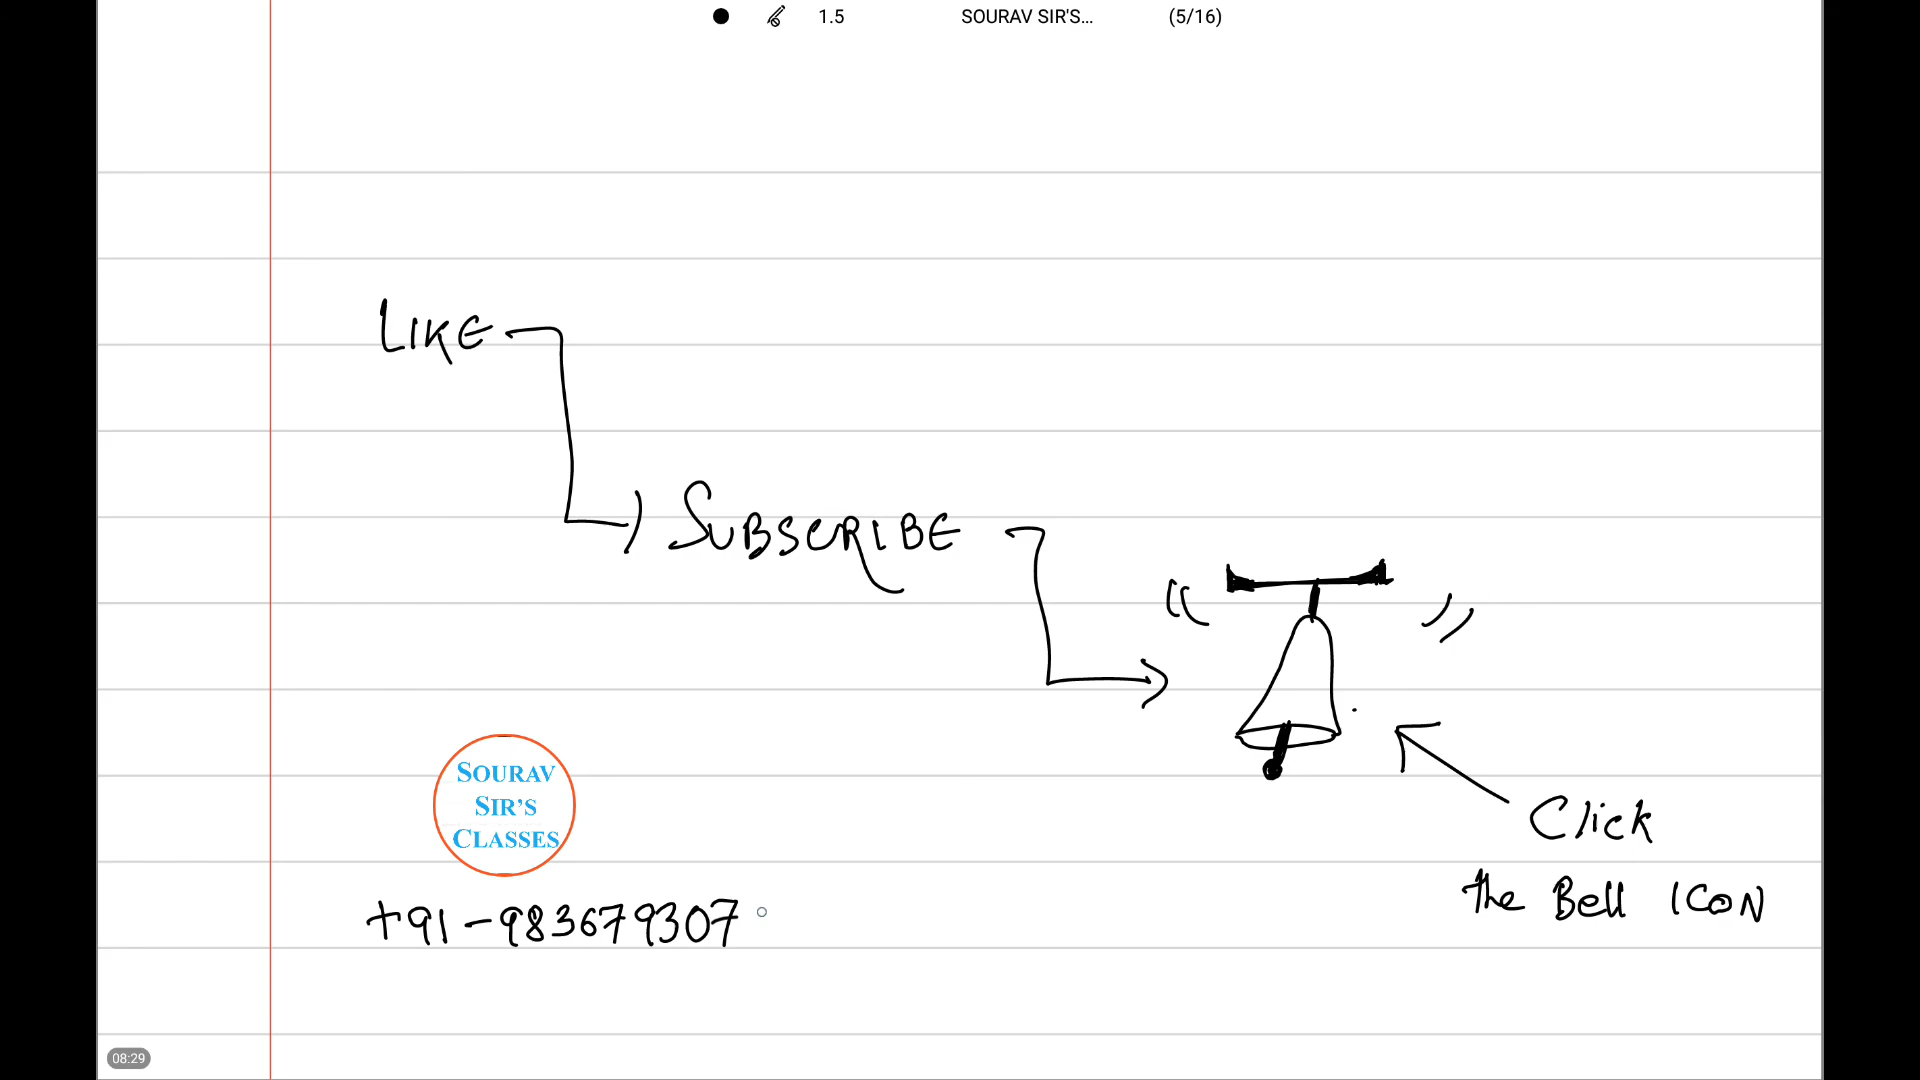 1.5 SOURAV SIR'S... (5/16)
LIKE
SUBSCRIBE
SOURAV
SIR'S
CLASSES
Click
the Bell ICON
+91-983679307
08:29